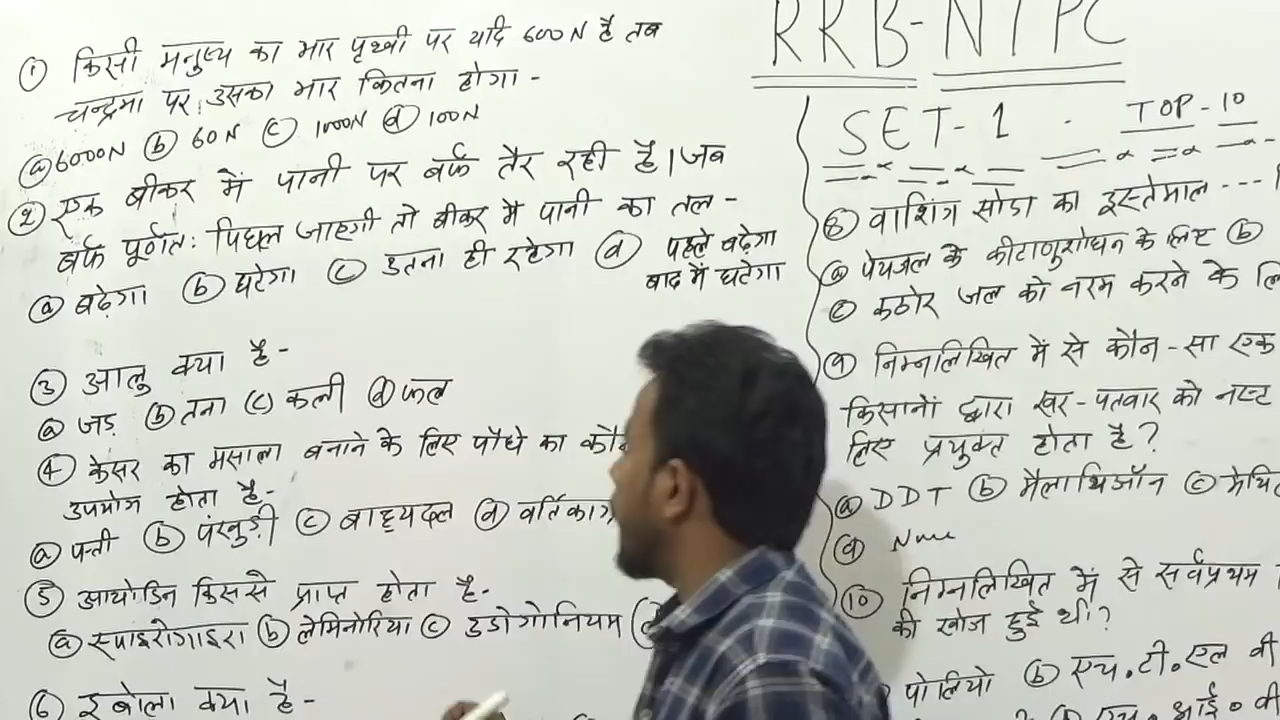 RRB-NTPC
SET-1 TOP-10
① किसी मनुष्य का भार पृथ्वी पर यदि 600N है तब
चन्द्रमा पर उसका भार कितना होगा -
ⓐ 6000N ⓑ 60N ⓒ 1000N ⓓ 100N
② एक बीकर में पानी पर बर्फ तैर रही है। जब
बर्फ पूर्णतः पिघल जाएगी तो बीकर में पानी का तल -
ⓐ बढ़ेगा ⓑ घटेगा ⓒ उतना ही रहेगा ⓓ पहले बढ़ेगा
बाद में घटेगा
③ आलु क्या है -
ⓐ जड़ ⓑ तना (c) कली ⓓ फल
④ केसर का मसाला बनाने के लिए पौधे का
उपयोग होता है -
ⓐ पत्ती ⓑ पंखुड़ी ⓒ बाह्यदल ⓓ
⑤ आयोडिन किससे प्राप्त होता है -
ⓐ स्पाइरोगाइरा ⓑ लेमिनोरिया ⓒ इडोगोनियम
⑥ इबोला क्या है -
⑧ वाशिंग सोडा का इस्तेमाल ---
ⓐ पेयजल के कीटाणुशोधन के लिए ⓑ
ⓒ कठोर जल को नरम करने के
⑨ निम्नलिखित में से कौन-सा एक
किसानों द्वारा खर-पतवार को नष्ट
लिए प्रयुक्त होता है?
ⓐ DDT ⓑ मैलाथिऑन ⓒ
ⓓ None
⑩ निम्नलिखित में से सर्वप्रथम
की खोज हुई थी?
पोलियो ⓑ एच.टी.एल वी